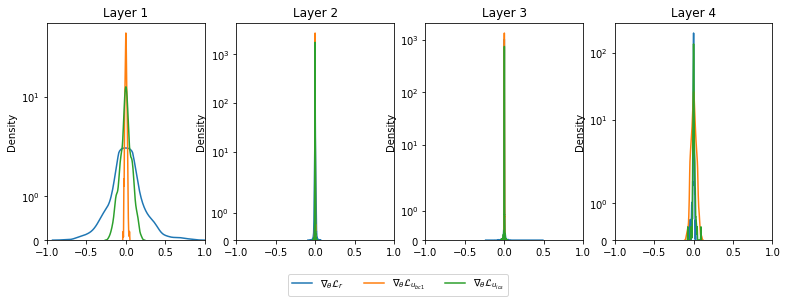 Layer 1 Layer 2 Layer 3 Layer 4
Density Density Density Density
10¹ 10⁰ 0
10³ 10² 10¹ 10⁰ 0
10³ 10² 10¹ 10⁰ 0
10² 10¹ 10⁰ 0
−1.0 −0.5 0.0 0.5 1.0 −1.0 −0.5 0.0 0.5 1.0 −1.0 −0.5 0.0 0.5 1.0 −1.0 −0.5 0.0 0.5 1.0
∇θℒr ∇θℒu_bc1 ∇θℒu_ics